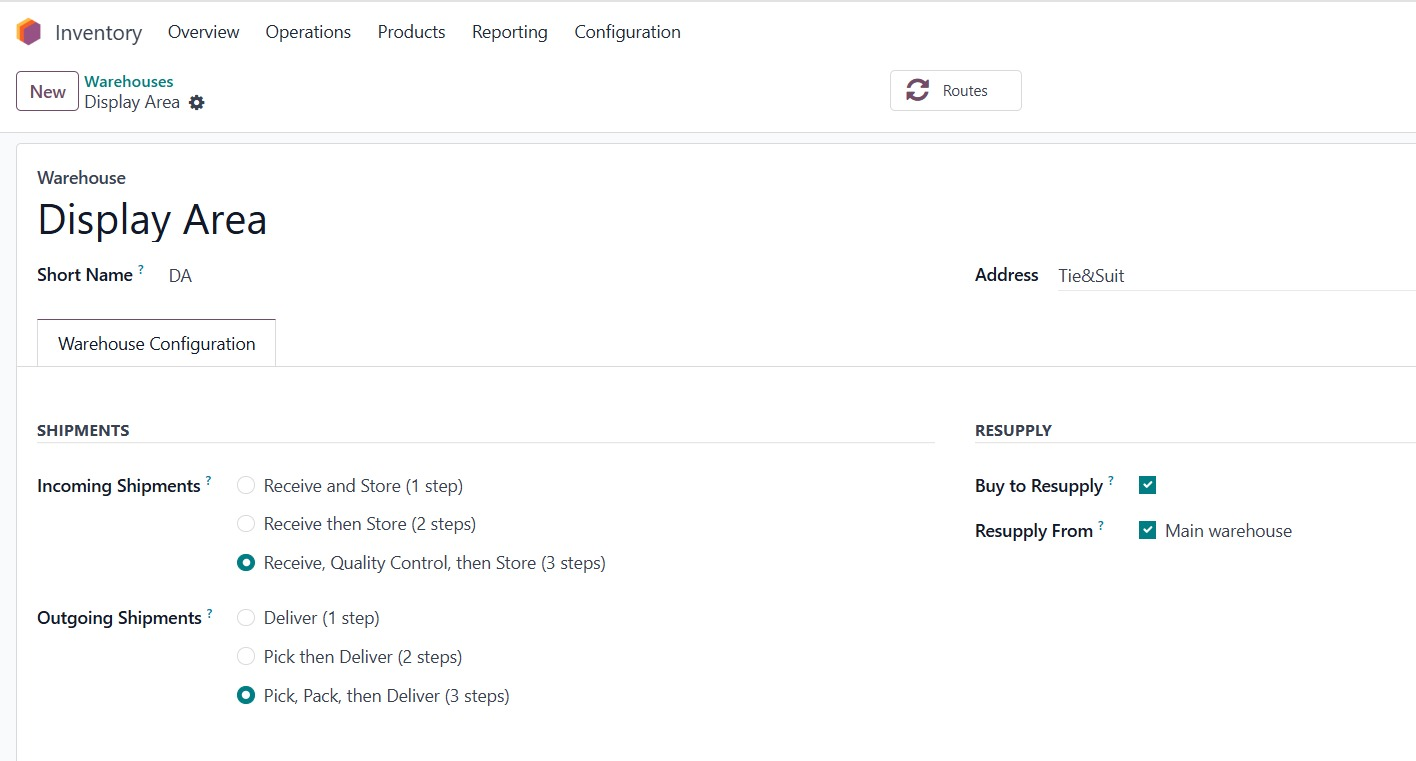 Inventory Overview Operations Products Reporting Configuration
New
Warehouses
Display Area
Routes
Warehouse
Display Area
Short Name ? DA
Address Tie&Suit
Warehouse Configuration
SHIPMENTS
Incoming Shipments ? Receive and Store (1 step)
Receive then Store (2 steps)
Receive, Quality Control, then Store (3 steps)
Outgoing Shipments ? Deliver (1 step)
Pick then Deliver (2 steps)
Pick, Pack, then Deliver (3 steps)
RESUPPLY
Buy to Resupply ?
Resupply From ? Main warehouse